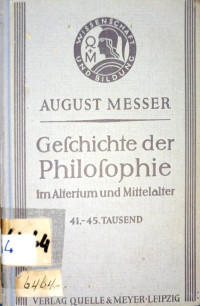 WISSENSCHAFT
UND BILDUNG
Q+M
AUGUST MESSER
Geſchichte der
Philoſophie
Im Altertum und Mittelalter
41.-45. TAUSEND
6464.
VERLAG QUELLE & MEYER · LEIPZIG